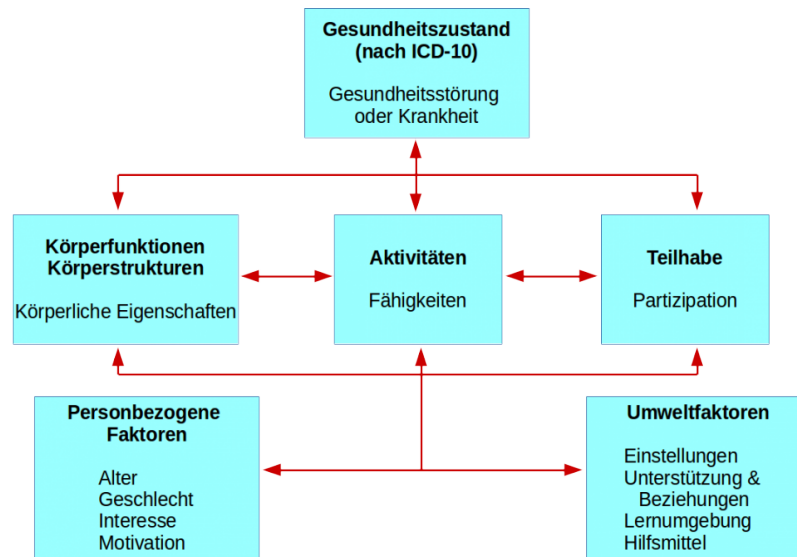 Gesundheitszustand
(nach ICD-10)
Gesundheitsstörung
oder Krankheit
Körperfunktionen
Körperstrukturen
Körperliche Eigenschaften
Aktivitäten
Fähigkeiten
Teilhabe
Partizipation
Personbezogene
Faktoren
Alter
Geschlecht
Interesse
Motivation
Umweltfaktoren
Einstellungen
Unterstützung &
Beziehungen
Lernumgebung
Hilfsmittel